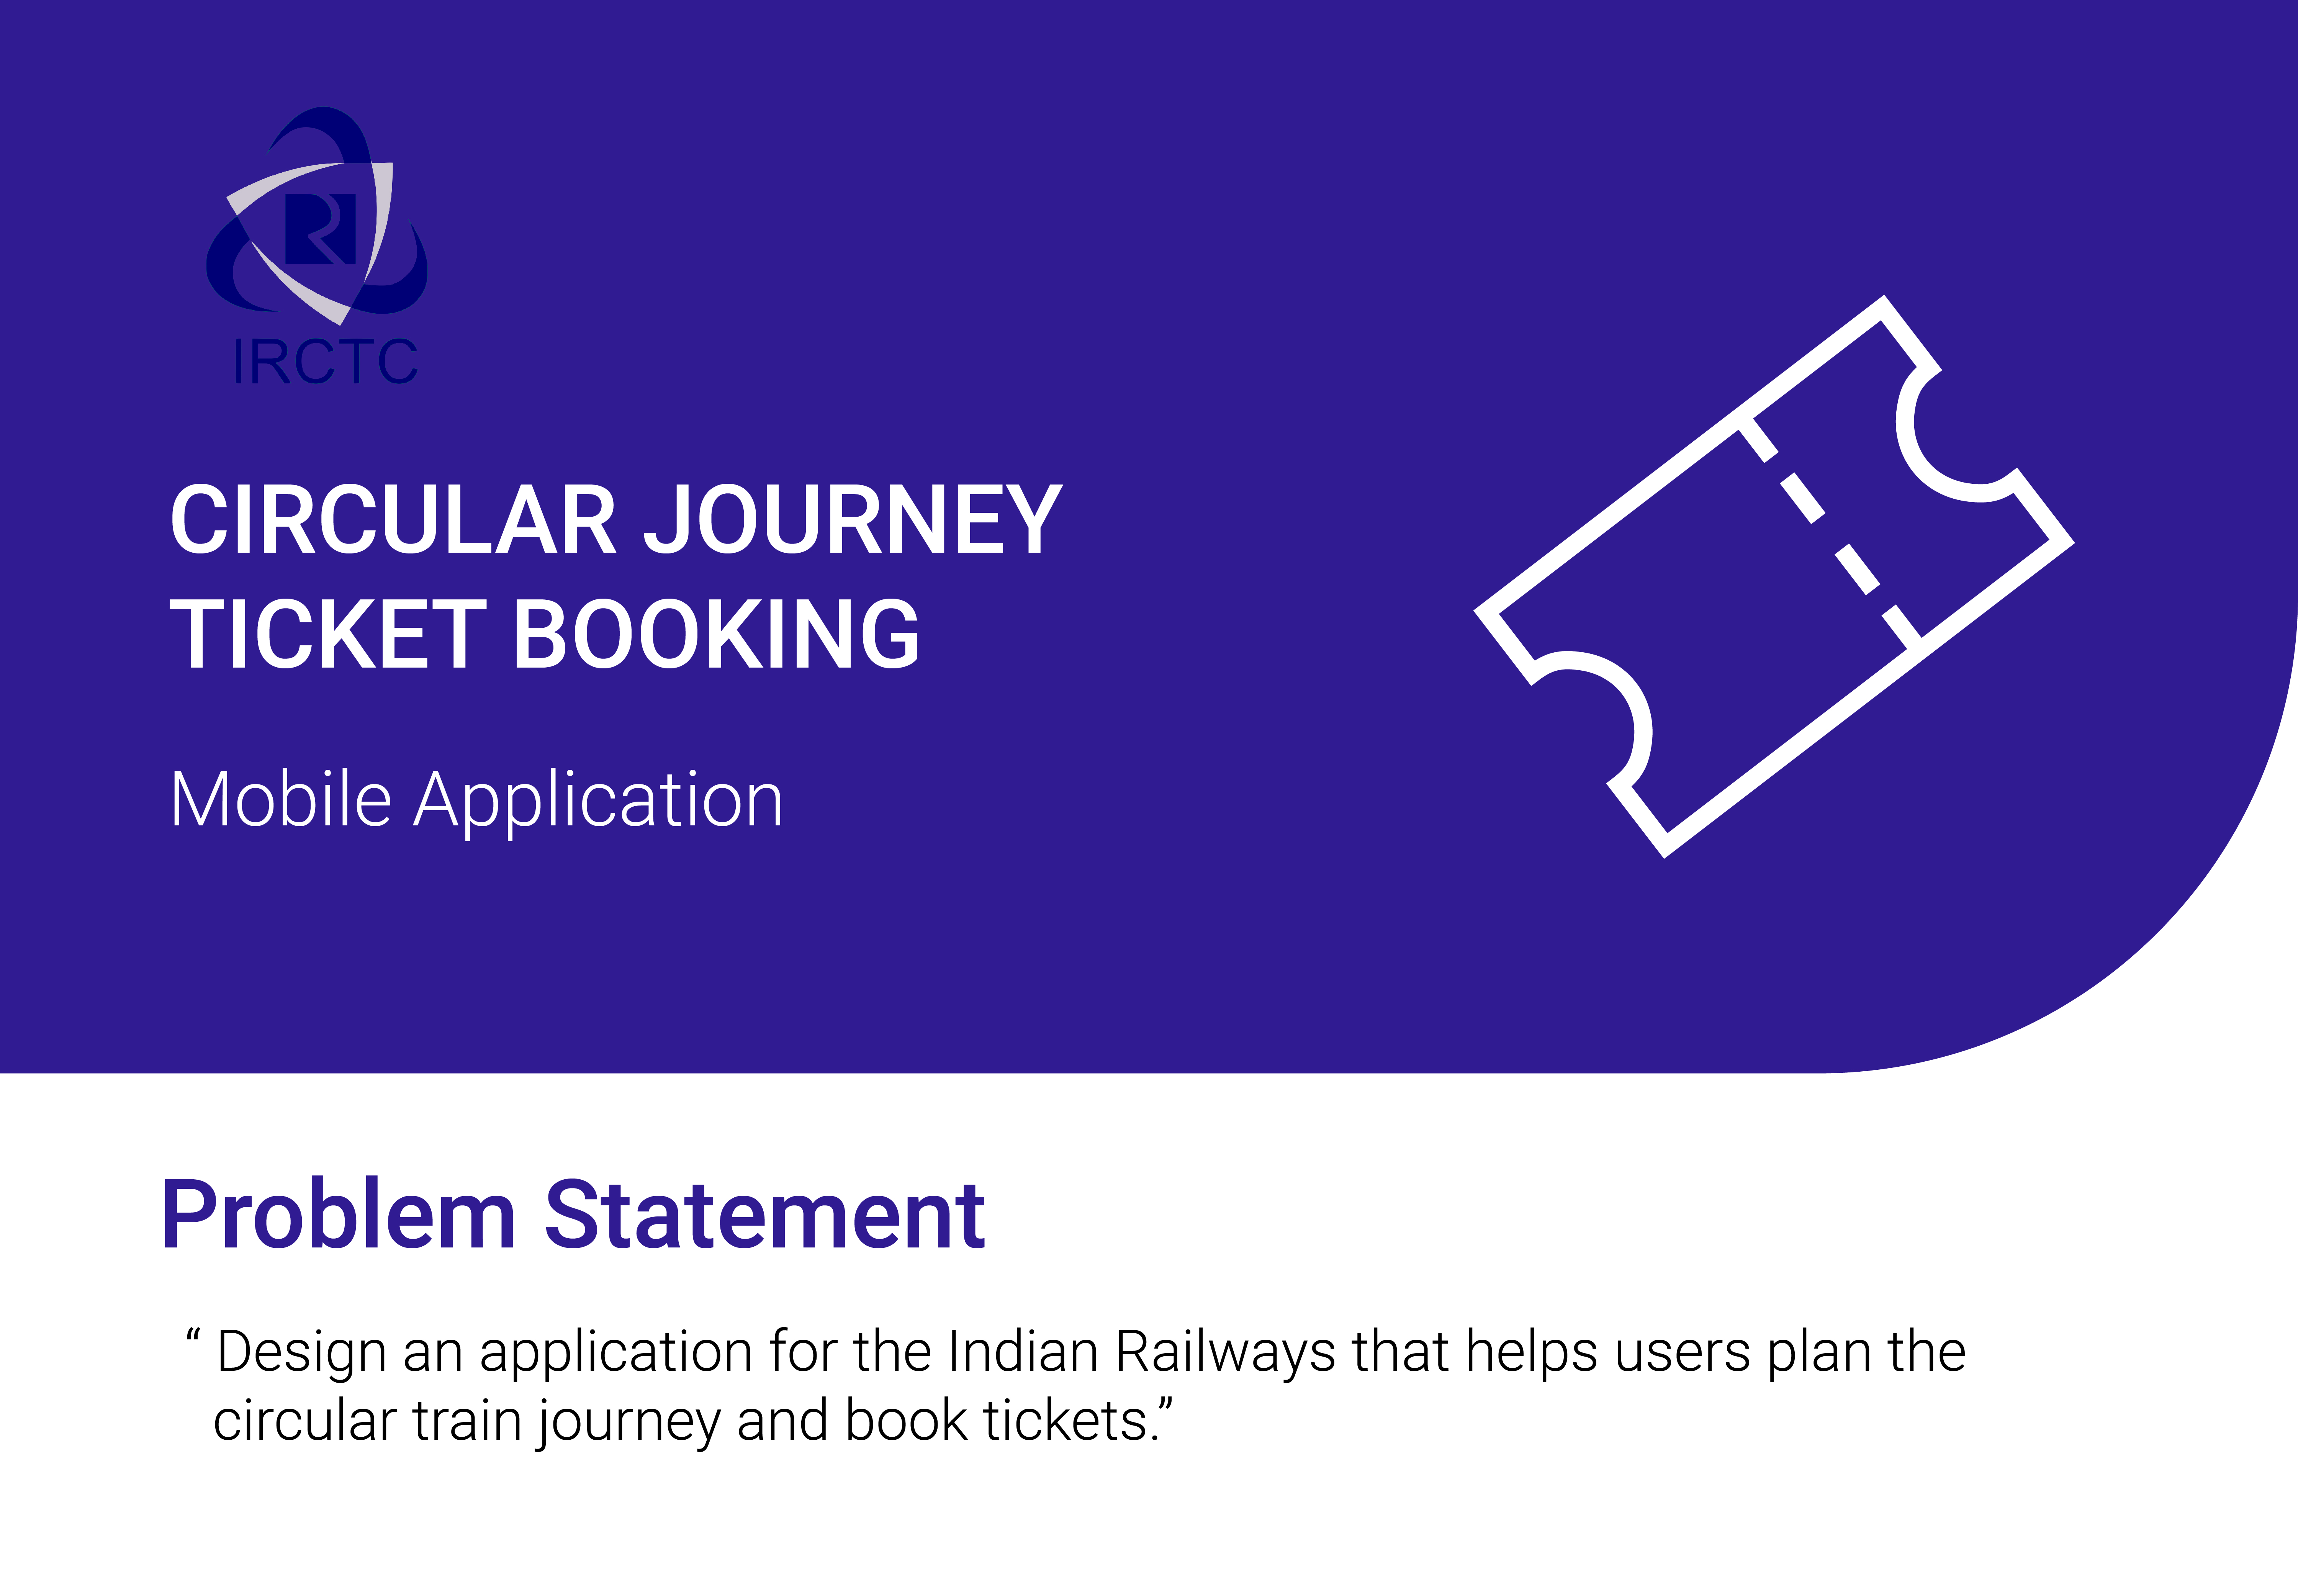 IRCTC
CIRCULAR JOURNEY
TICKET BOOKING
Mobile Application
Problem Statement
“ Design an application for the Indian Railways that helps users plan the
circular train journey and book tickets.”